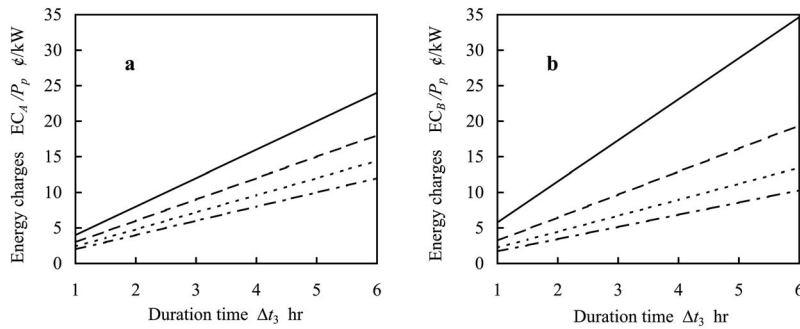 Energy charges EC_A/P_p ¢/kW
35
30
25
20
15
10
5
0
a
1 2 3 4 5 6
Duration time Δt_3 hr
Energy charges EC_B/P_p ¢/kW
35
30
25
20
15
10
5
0
b
1 2 3 4 5 6
Duration time Δt_3 hr